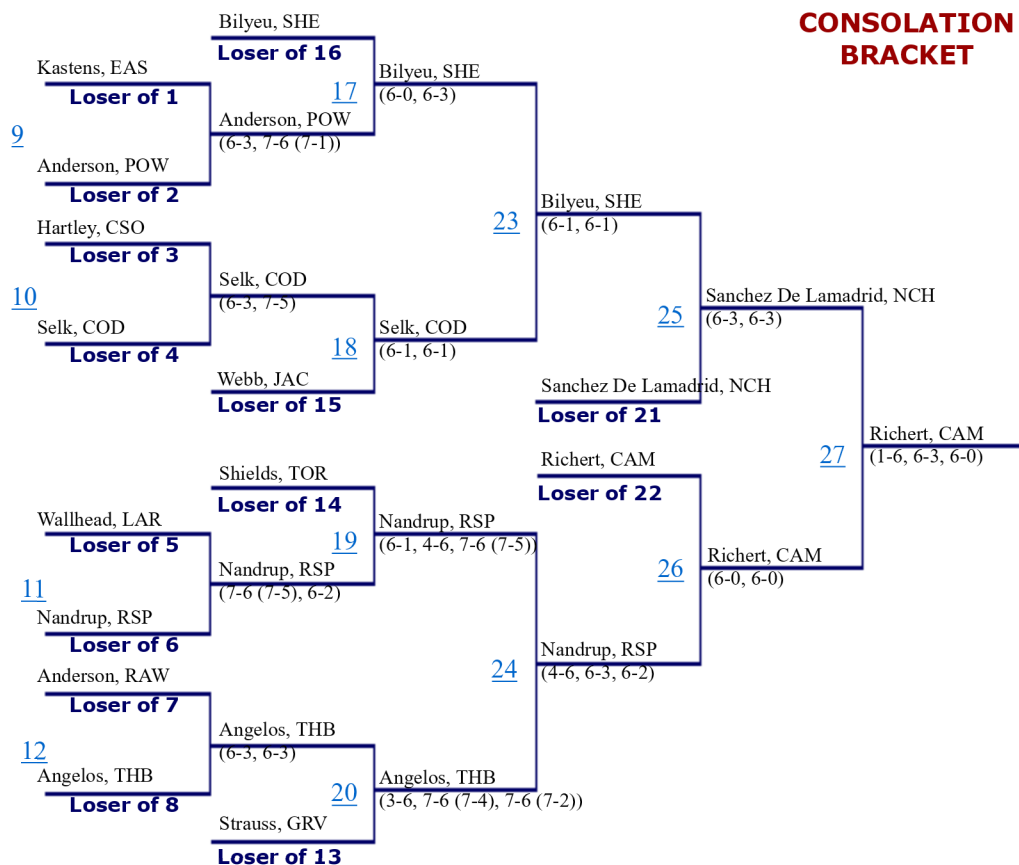 CONSOLATION
BRACKET
Bilyeu, SHE
Loser of 16
Kastens, EAS
Loser of 1
17
Bilyeu, SHE
(6-0, 6-3)
9
Anderson, POW
(6-3, 7-6 (7-1))
Anderson, POW
Loser of 2
23
Bilyeu, SHE
(6-1, 6-1)
Hartley, CSO
Loser of 3
10
Selk, COD
(6-3, 7-5)
Selk, COD
Loser of 4
18
Selk, COD
(6-1, 6-1)
Webb, JAC
Loser of 15
25
Sanchez De Lamadrid, NCH
(6-3, 6-3)
Sanchez De Lamadrid, NCH
Loser of 21
27
Richert, CAM
(1-6, 6-3, 6-0)
Richert, CAM
Loser of 22
Shields, TOR
Loser of 14
Wallhead, LAR
Loser of 5
19
Nandrup, RSP
(6-1, 4-6, 7-6 (7-5))
11
Nandrup, RSP
(7-6 (7-5), 6-2)
26
Richert, CAM
(6-0, 6-0)
Nandrup, RSP
Loser of 6
24
Nandrup, RSP
(4-6, 6-3, 6-2)
Anderson, RAW
Loser of 7
12
Angelos, THB
(6-3, 6-3)
Angelos, THB
Loser of 8
20
Angelos, THB
(3-6, 7-6 (7-4), 7-6 (7-2))
Strauss, GRV
Loser of 13